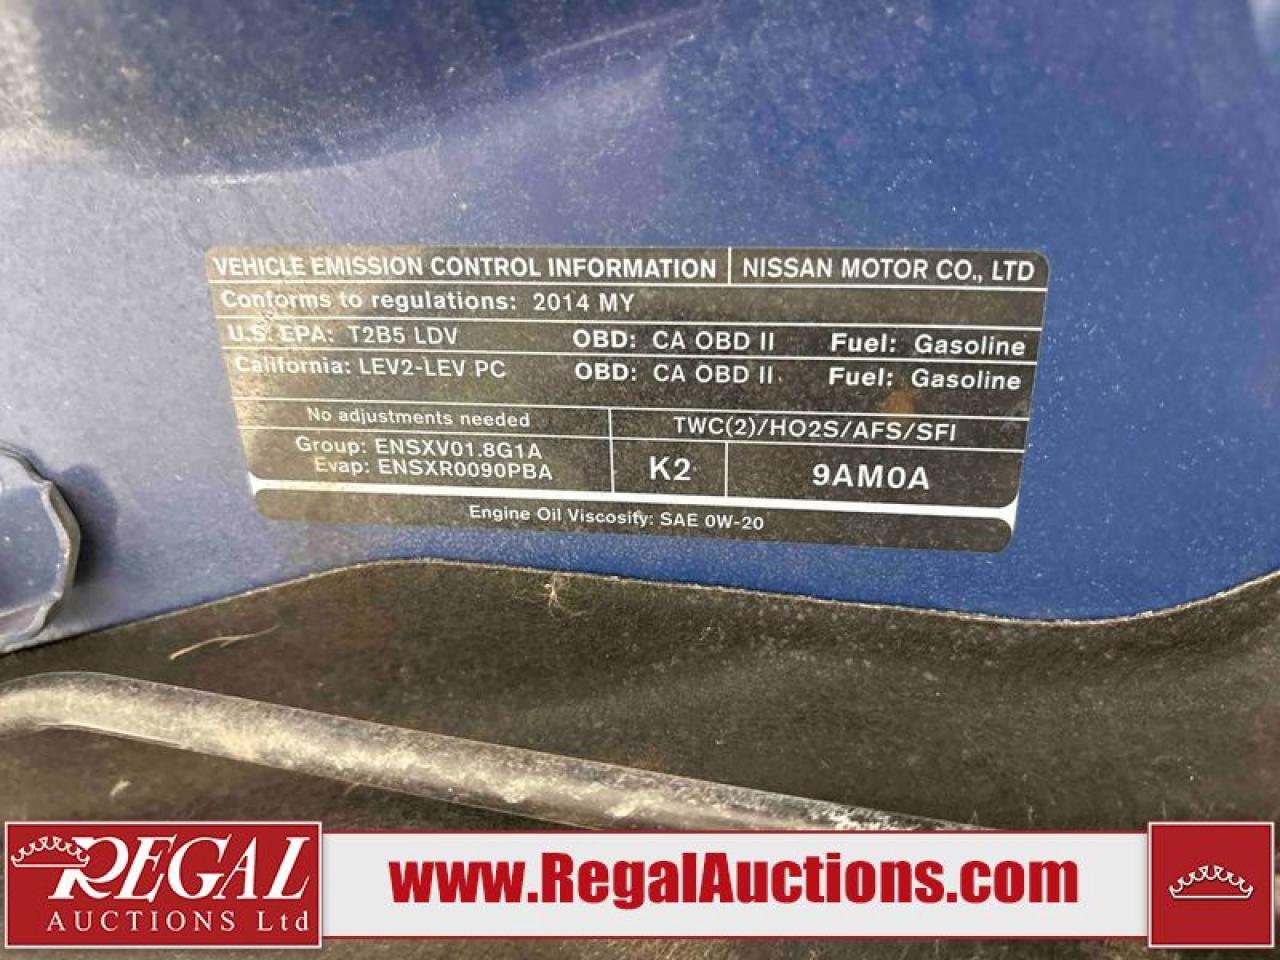 VEHICLE EMISSION CONTROL INFORMATION NISSAN MOTOR CO., LTD
Conforms to regulations: 2014 MY
U.S. EPA: T2B5 LDV OBD: CA OBD II Fuel: Gasoline
California: LEV2-LEV PC OBD: CA OBD II Fuel: Gasoline
No adjustments needed TWC(2)/HO2S/AFS/SFI
Group: ENSXV01.8G1A
Evap: ENSXR0090PBA
K2 9AM0A
Engine Oil Viscosity: SAE 0W-20
REGAL
AUCTIONS Ltd
www.RegalAuctions.com